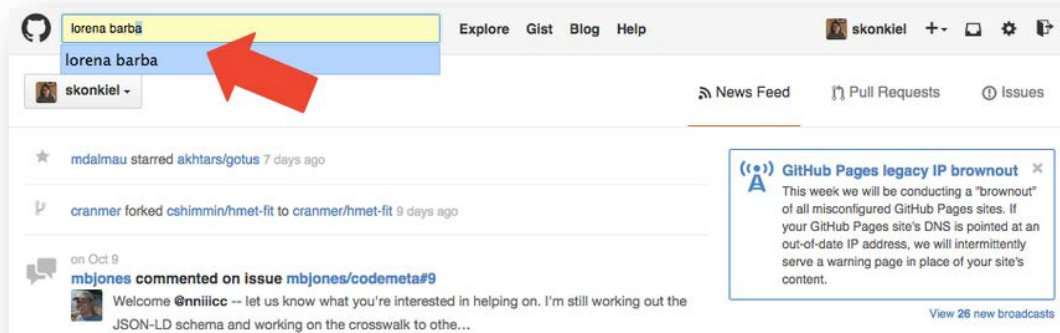 lorena barba
Explore Gist Blog Help
skonkiel
lorena barba
skonkiel
News Feed
Pull Requests
Issues
mdalmau starred akhtars/gotus 7 days ago
cranmer forked cshimmin/hmet-fit to cranmer/hmet-fit 9 days ago
on Oct 9
mbjones commented on issue mbjones/codemeta#9
Welcome @nniiicc -- let us know what you're interested in helping on. I'm still working out the
JSON-LD schema and working on the crosswalk to othe...
GitHub Pages legacy IP brownout
This week we will be conducting a "brownout"
of all misconfigured GitHub Pages sites. If
your GitHub Pages site's DNS is pointed at an
out-of-date IP address, we will intermittently
serve a warning page in place of your site's
content.
View 26 new broadcasts